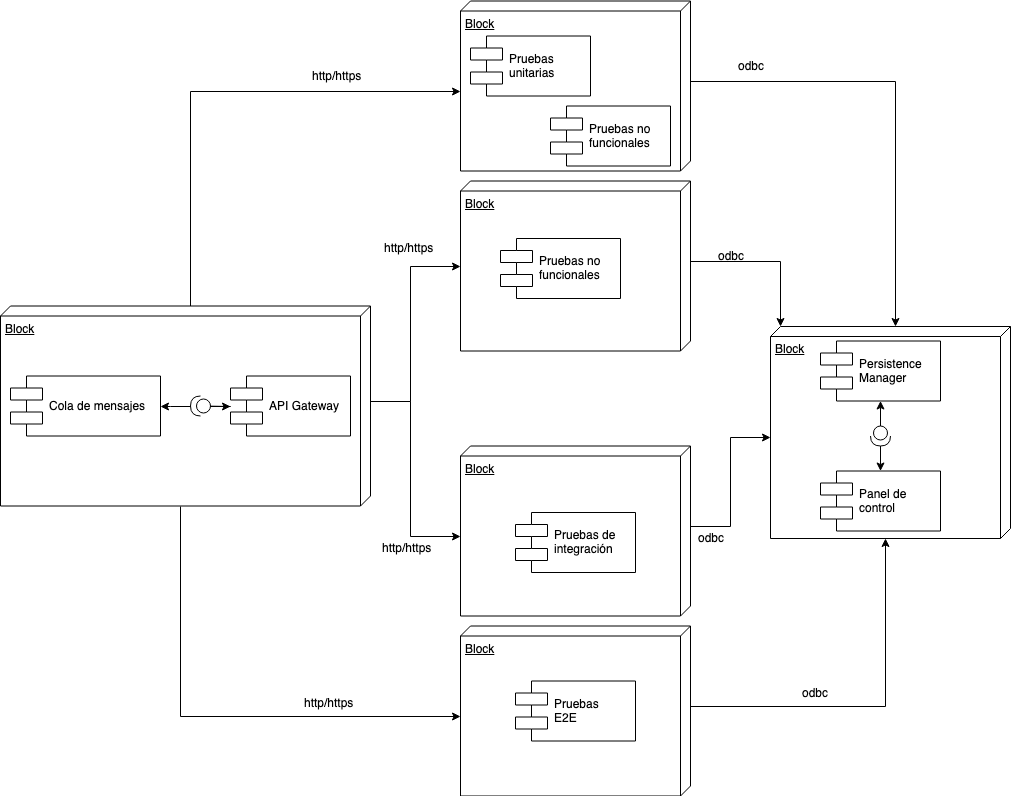 Block
Pruebas
unitarias
Pruebas no
funcionales
http/https
odbc
Block
Pruebas no
funcionales
http/https
odbc
Block
Cola de mensajes
API Gateway
Block
Persistence
Manager
Panel de
control
Block
Pruebas de
integración
http/https
odbc
Block
Pruebas
E2E
http/https
odbc